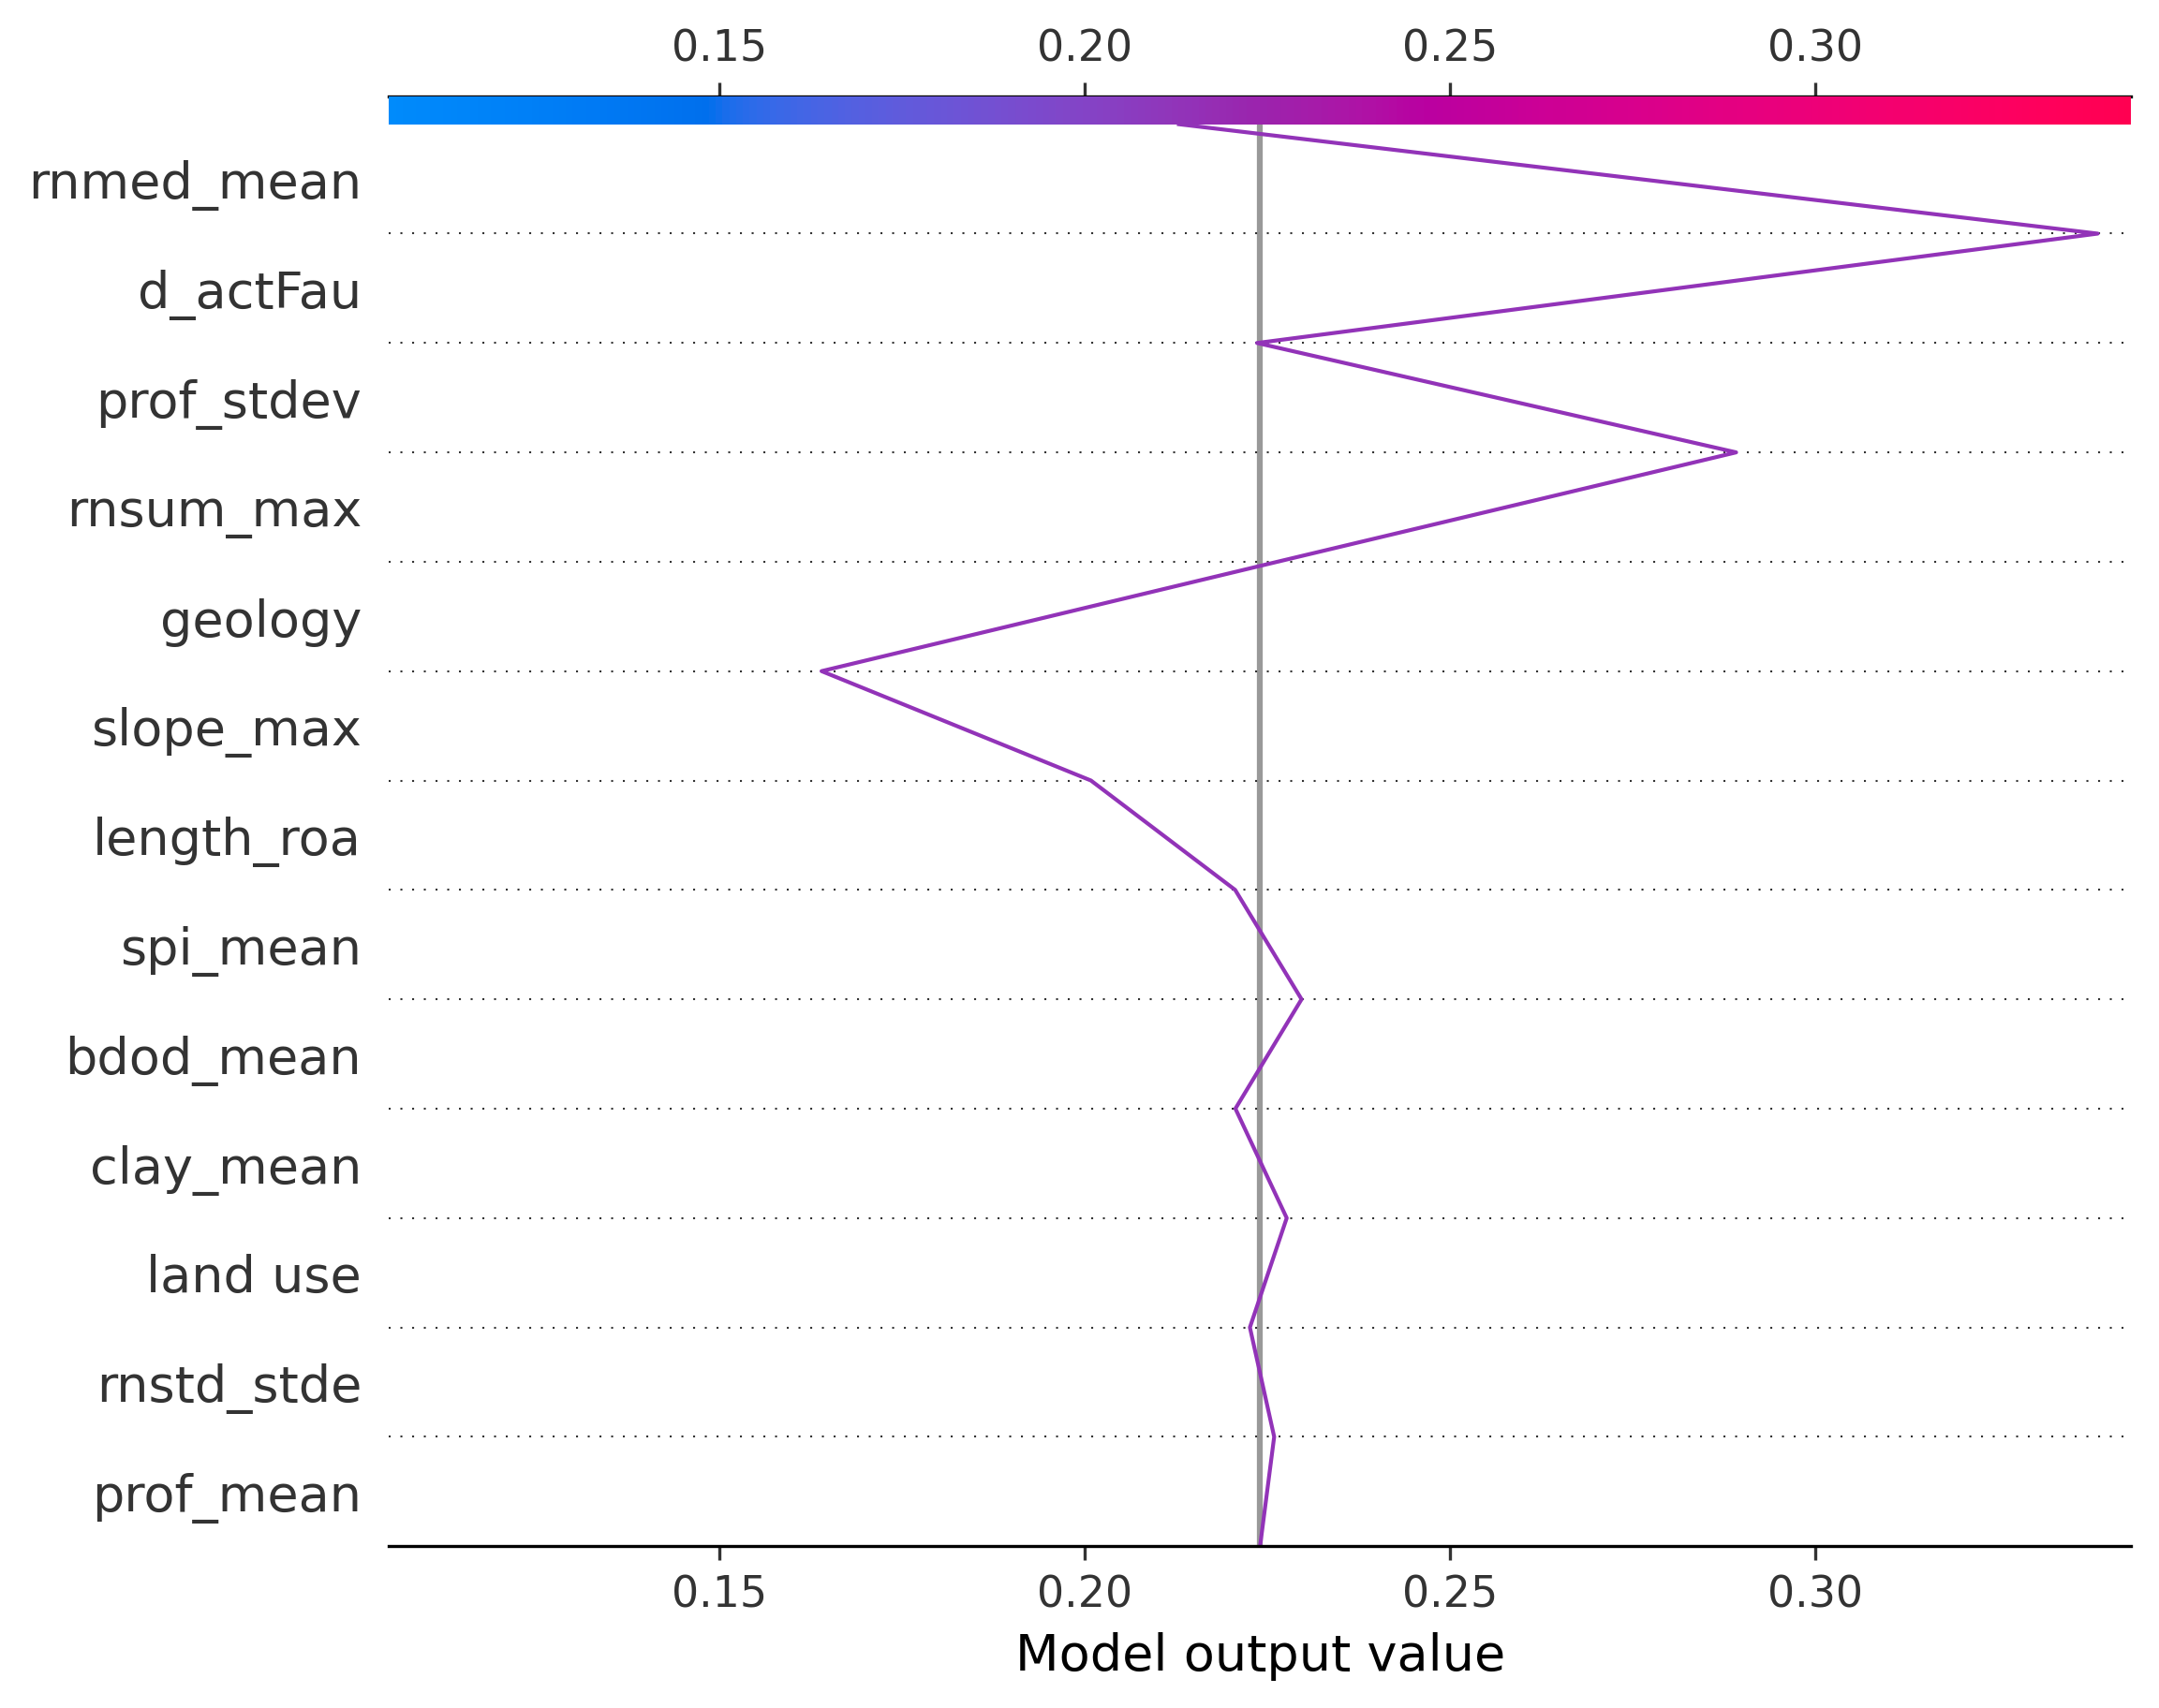 0.15 0.20 0.25 0.30
rnmed_mean
d_actFau
prof_stdev
rnsum_max
geology
slope_max
length_roa
spi_mean
bdod_mean
clay_mean
land use
rnstd_stde
prof_mean
0.15 0.20 0.25 0.30
Model output value